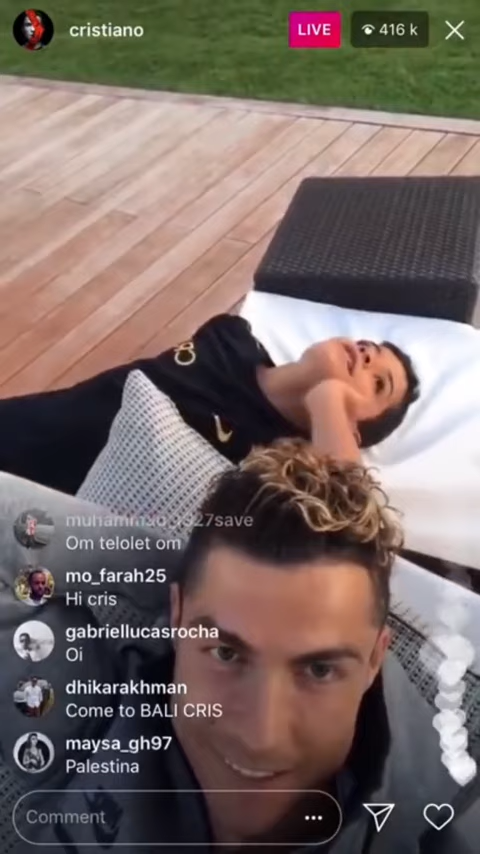 cristiano
LIVE
416 k
Om telolet om
mo_farah25
Hi cris
gabriellucasrocha
Oi
dhikarakhman
Come to BALI CRIS
maysa_gh97
Palestina
Comment